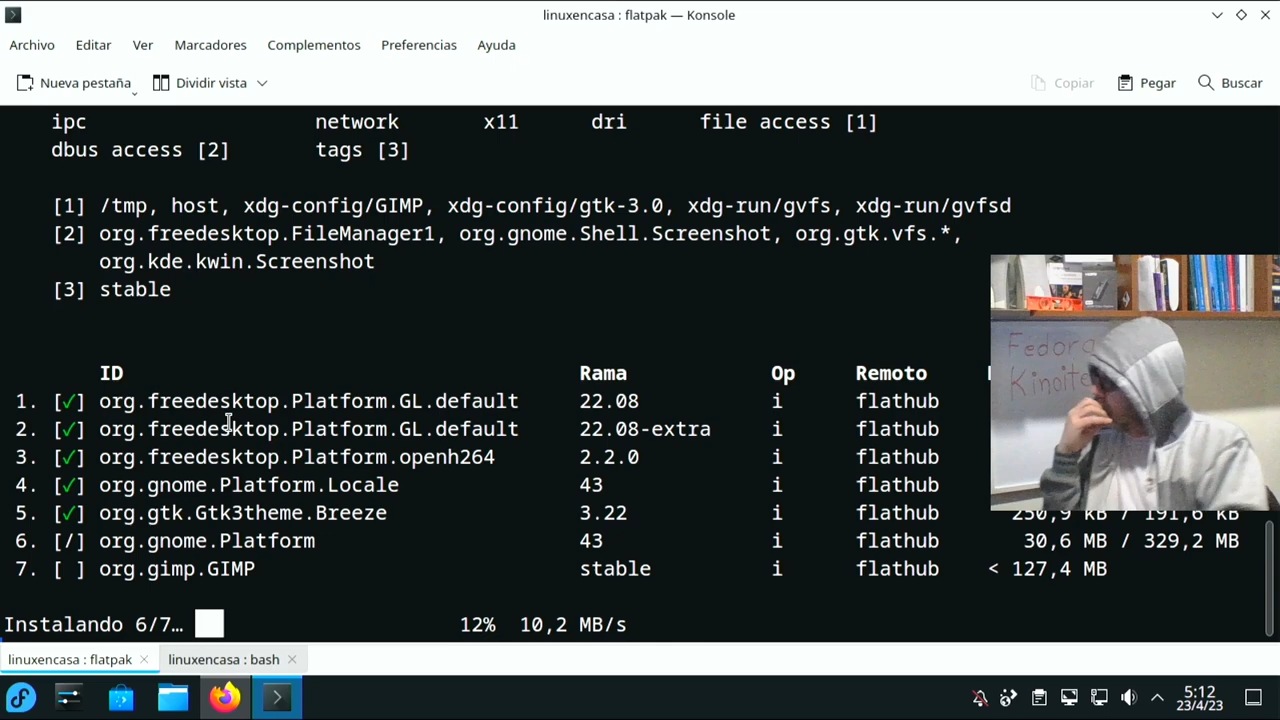 linuxencasa : flatpak — Konsole
Archivo Editar Ver Marcadores Complementos Preferencias Ayuda
Nueva pestaña Dividir vista Copiar Pegar Buscar
ipc network x11 dri file access [1]
dbus access [2] tags [3]
[1] /tmp, host, xdg-config/GIMP, xdg-config/gtk-3.0, xdg-run/gvfs, xdg-run/gvfsd
[2] org.freedesktop.FileManager1, org.gnome.Shell.Screenshot, org.gtk.vfs.*,
org.kde.kwin.Screenshot
[3] stable
Fedora
Kinoite
ID Rama Op Remoto
1. [✓] org.freedesktop.Platform.GL.default 22.08 i flathub
2. [✓] org.freedesktop.Platform.GL.default 22.08-extra i flathub
3. [✓] org.freedesktop.Platform.openh264 2.2.0 i flathub
4. [✓] org.gnome.Platform.Locale 43 i flathub
5. [✓] org.gtk.Gtk3theme.Breeze 3.22 i flathub 250,9 kB / 191,6 kB
6. [/] org.gnome.Platform 43 i flathub 30,6 MB / 329,2 MB
7. [ ] org.gimp.GIMP stable i flathub < 127,4 MB
Instalando 6/7… 12% 10,2 MB/s
linuxencasa : flatpak linuxencasa : bash
5:12
23/4/23